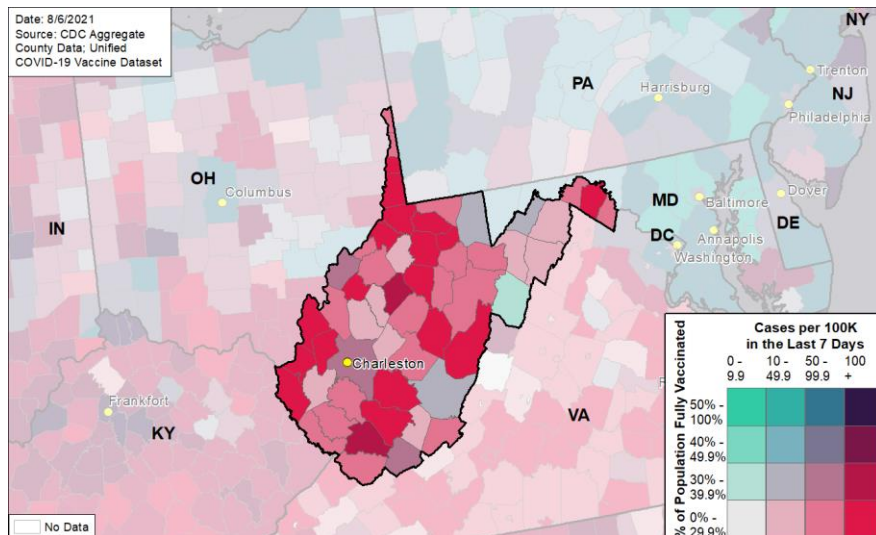 Date: 8/6/2021
Source: CDC Aggregate
County Data; Unified
COVID-19 Vaccine Dataset
NY
PA
Harrisburg
Trenton
NJ
Philadelphia
OH
Columbus
MD
Baltimore
Dover
DE
IN
DC
Annapolis
Washington
Charleston
Frankfort
KY
VA
Cases per 100K
in the Last 7 Days
0 - 10 - 50 - 100
9.9 49.9 99.9 +
% of Population Fully Vaccinated
50% -
100%
40% -
49.9%
30% -
39.9%
0% -
29.9%
No Data